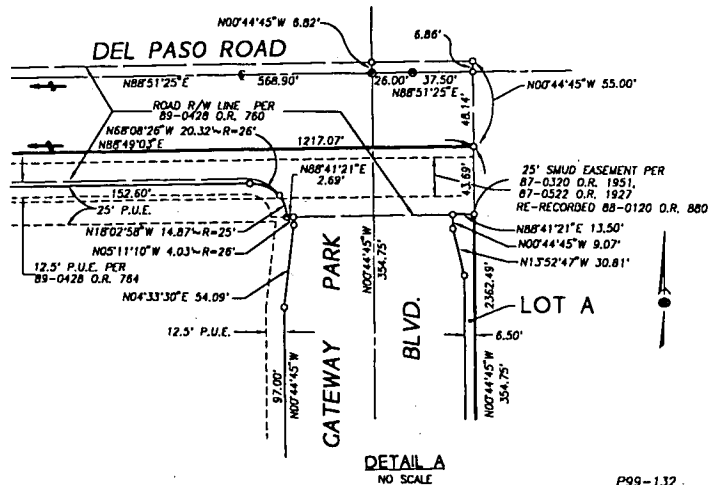 N00°44'45"W 6.82'
6.86'
DEL PASO ROAD
N88°51'25"E
568.90'
26.00'
37.50'
N88°51'25"E
N00°44'45"W 55.00'
48.14'
ROAD R/W LINE PER
89-0428 O.R. 760
N68°08'26"W 20.32'~R=26'
N88°49'03"E
1217.07'
N88°41'21"E
2.69'
43.69'
25' SMUD EASEMENT PER
87-0320 O.R. 1951,
87-0522 O.R. 1927
RE-RECORDED 88-0120 O.R. 880
152.60'
25' P.U.E.
N18°02'58"W 14.87'~R=25'
N05°11'10"W 4.03'~R=26'
N88°41'21"E 13.50'
N00°44'45"W 9.07'
N13°52'47"W 30.81'
12.5' P.U.E. PER
89-0428 O.R. 764
N04°33'30"E 54.09'
N00°44'45"W
354.75'
2362.49'
LOT A
12.5' P.U.E.
6.50'
GATEWAY PARK
BLVD.
97.00'
N00°44'45"W
N00°44'45"W
354.75'
DETAIL A
NO SCALE
P99-132